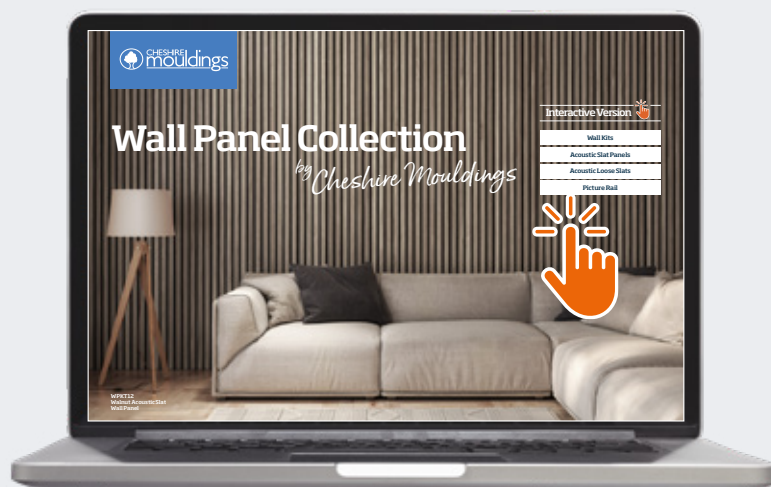 CHESHIRE
mouldings
Interactive Version
Wall Panel Collection
by Cheshire Mouldings
Wall Kits
Acoustic Slat Panels
Acoustic Loose Slats
Picture Rail
WPKT12
Walnut Acoustic Slat
Wall Panel